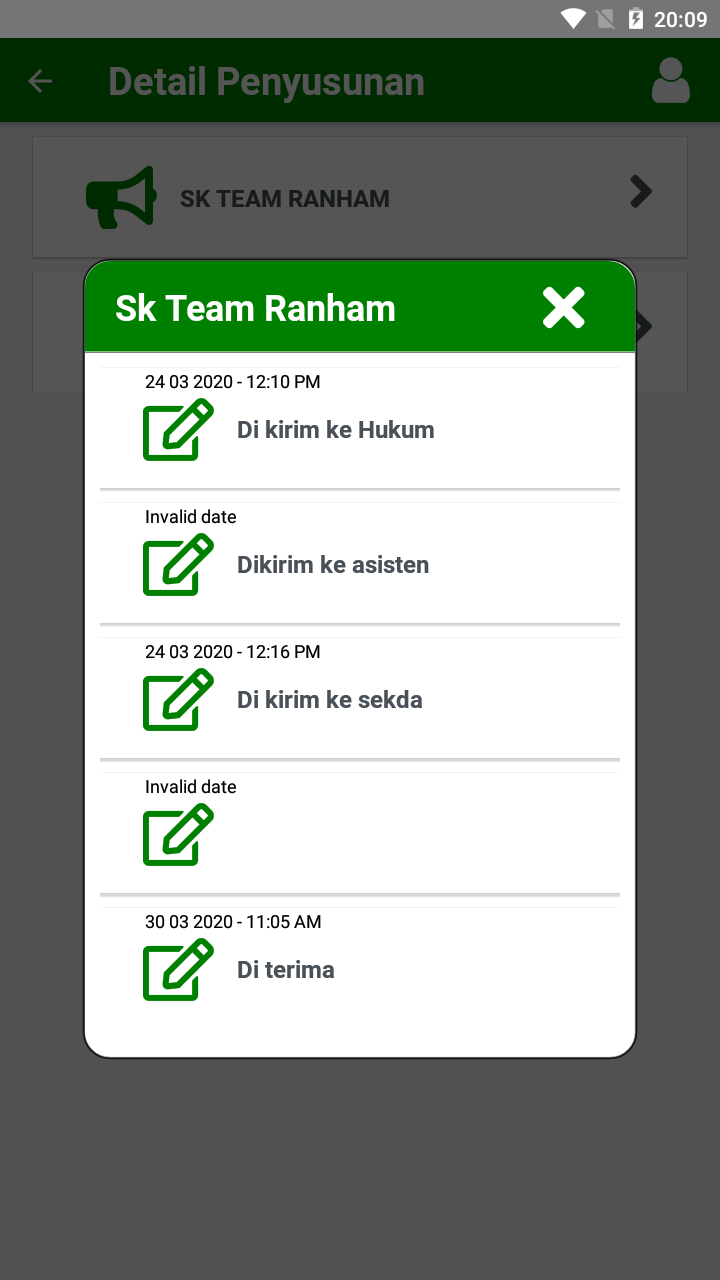 20:09
Detail Penyusunan
SK TEAM RANHAM
Sk Team Ranham
24 03 2020 - 12:10 PM
Di kirim ke Hukum
Invalid date
Dikirim ke asisten
24 03 2020 - 12:16 PM
Di kirim ke sekda
Invalid date
30 03 2020 - 11:05 AM
Di terima